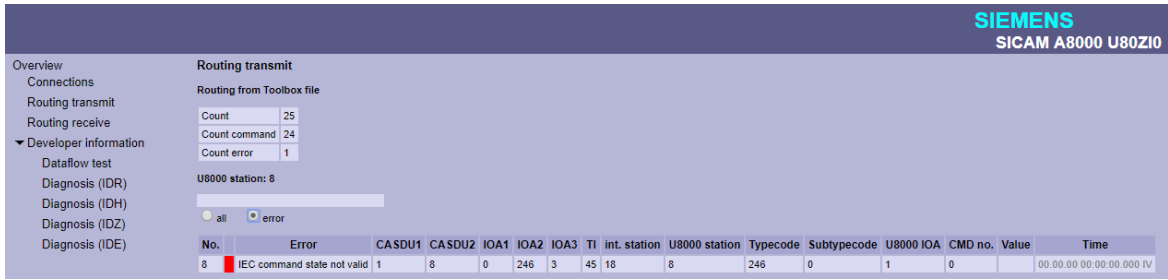 SIEMENS
SICAM A8000 U80ZI0
Overview
Connections
Routing transmit
Routing receive
Developer information
Dataflow test
Diagnosis (IDR)
Diagnosis (IDH)
Diagnosis (IDZ)
Diagnosis (IDE)
Routing transmit
Routing from Toolbox file
Count 25
Count command 24
Count error 1
U8000 station: 8
all error
No. Error CASDU1 CASDU2 IOA1 IOA2 IOA3 TI int. station U8000 station Typecode Subtypecode U8000 IOA CMD no. Value Time
8 IEC command state not valid 1 8 0 246 3 45 18 8 246 0 1 0 00.00.00 00:00:00.000 IV